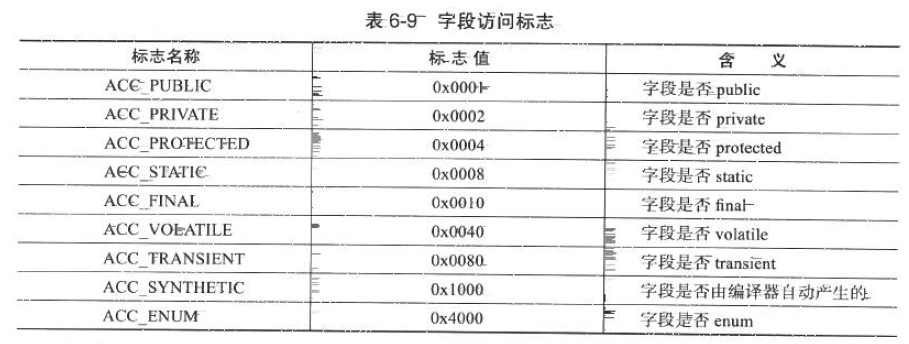 表 6-9 字段访问标志
标志名称 标志值 含 义
ACC_PUBLIC 0x0001 字段是否 public
ACC_PRIVATE 0x0002 字段是否 private
ACC_PROTECTED 0x0004 字段是否 protected
ACC_STATIC 0x0008 字段是否 static
ACC_FINAL 0x0010 字段是否 final
ACC_VOLATILE 0x0040 字段是否 volatile
ACC_TRANSIENT 0x0080 字段是否 transient
ACC_SYNTHETIC 0x1000 字段是否由编译器自动产生的
ACC_ENUM 0x4000 字段是否 enum